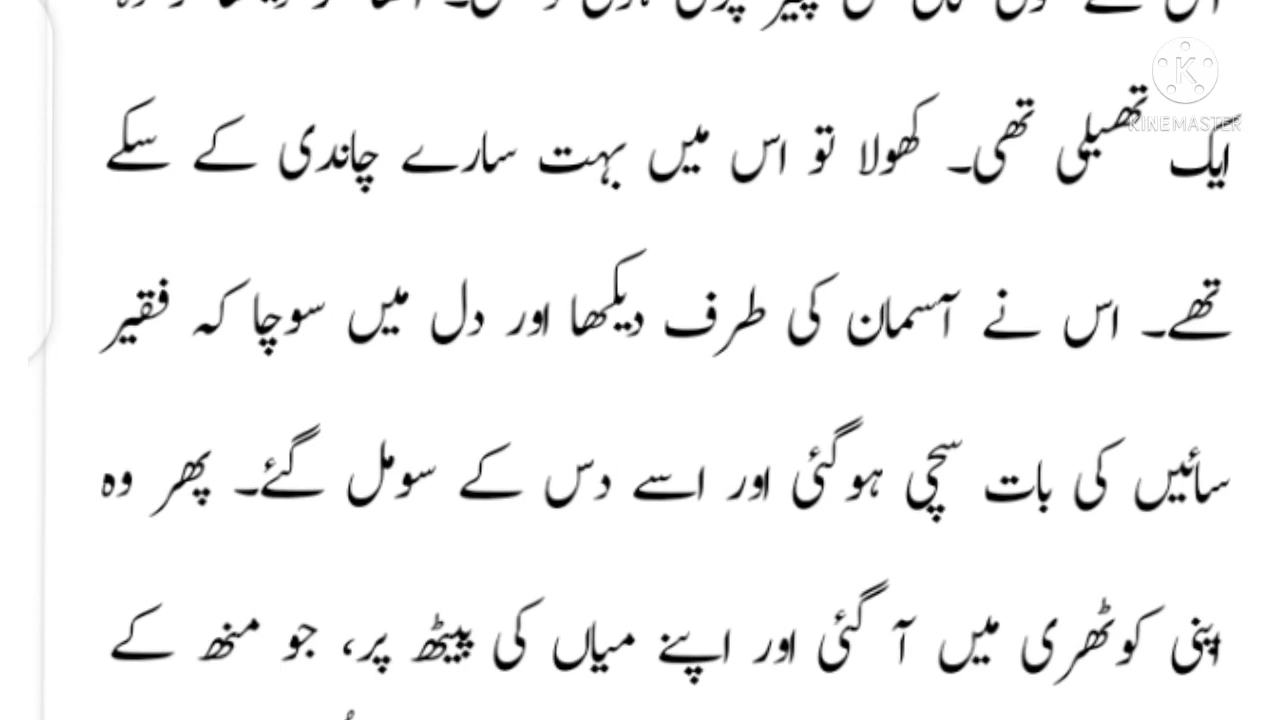 KINEMASTER
ایک تھیلی تھی۔ کھولا تو اس میں بہت سارے چاندی کے سکے
تھے۔ اس نے آسمان کی طرف دیکھا اور دل میں سوچا کہ فقیر
سائیں کی بات سچی ہوگئی اور اسے دس کے سومل گئے۔ پھر وہ
اپنی کوٹھری میں آ گئی اور اپنے میاں کی پیٹھ پر، جو منھ کے